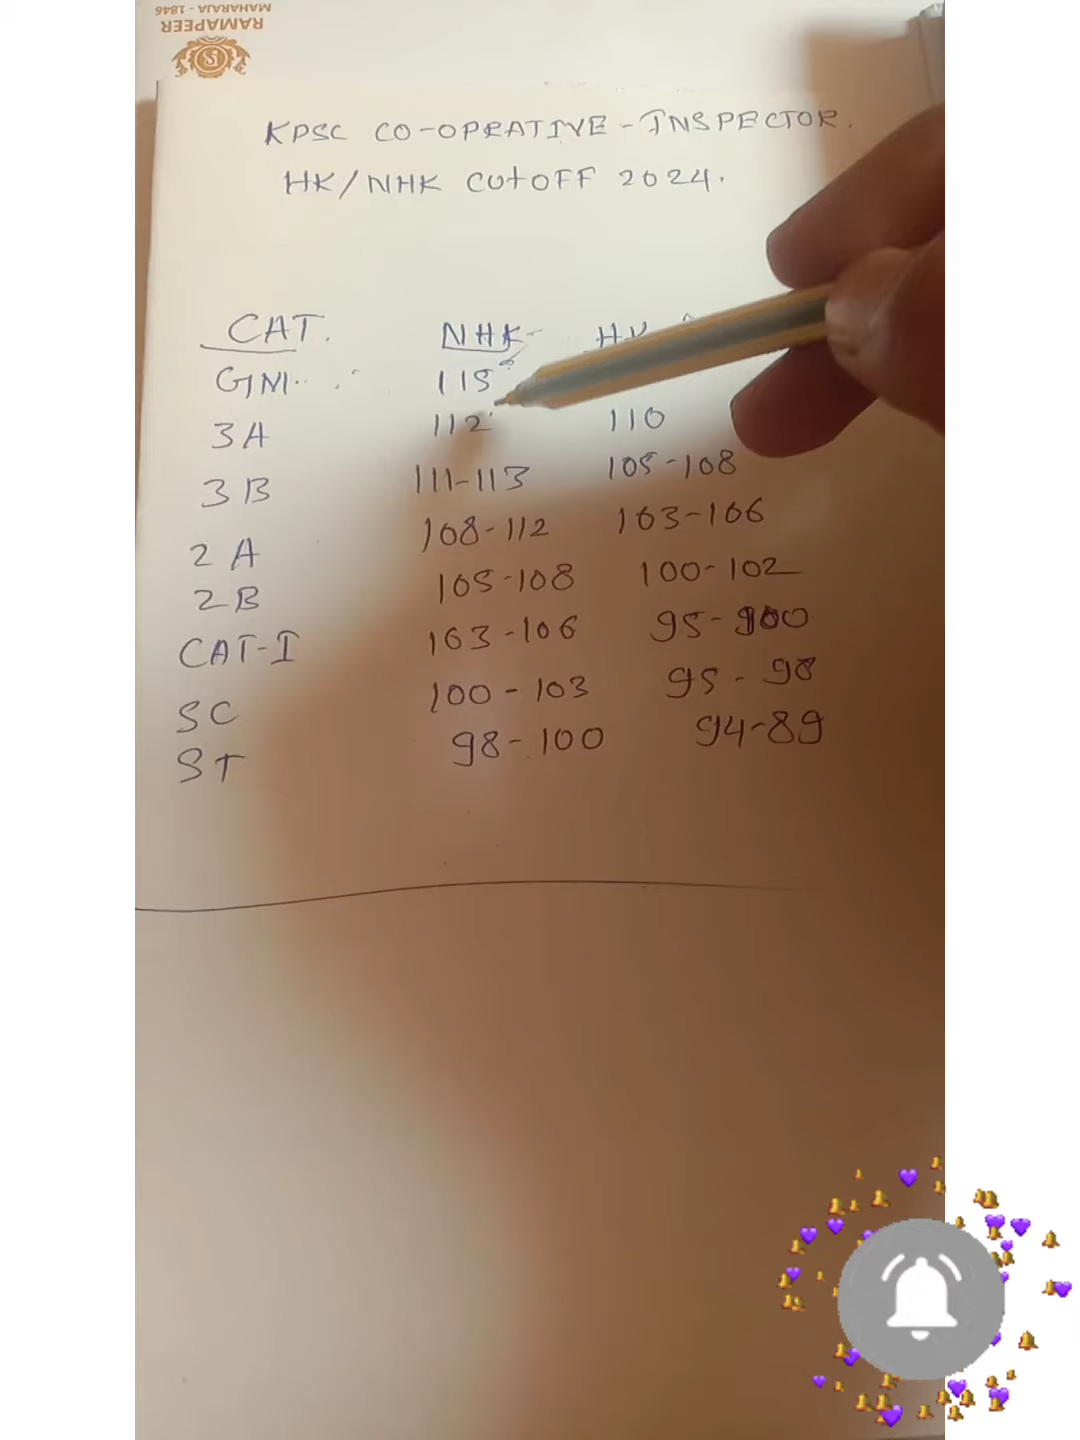 RAMAPEER
MAHARAJA - 1846
KPSC CO-OPRATIVE - INSPECTOR.
HK/NHK CUTOFF 2024.
CAT. NHK
GM 115
3A 112 110
3B 111-113 105-108
2A 108-112 103-106
2B 105-108 100-102
CAT-I 103-106 95-100
SC 100-103 95-98
ST 98-100 94-89